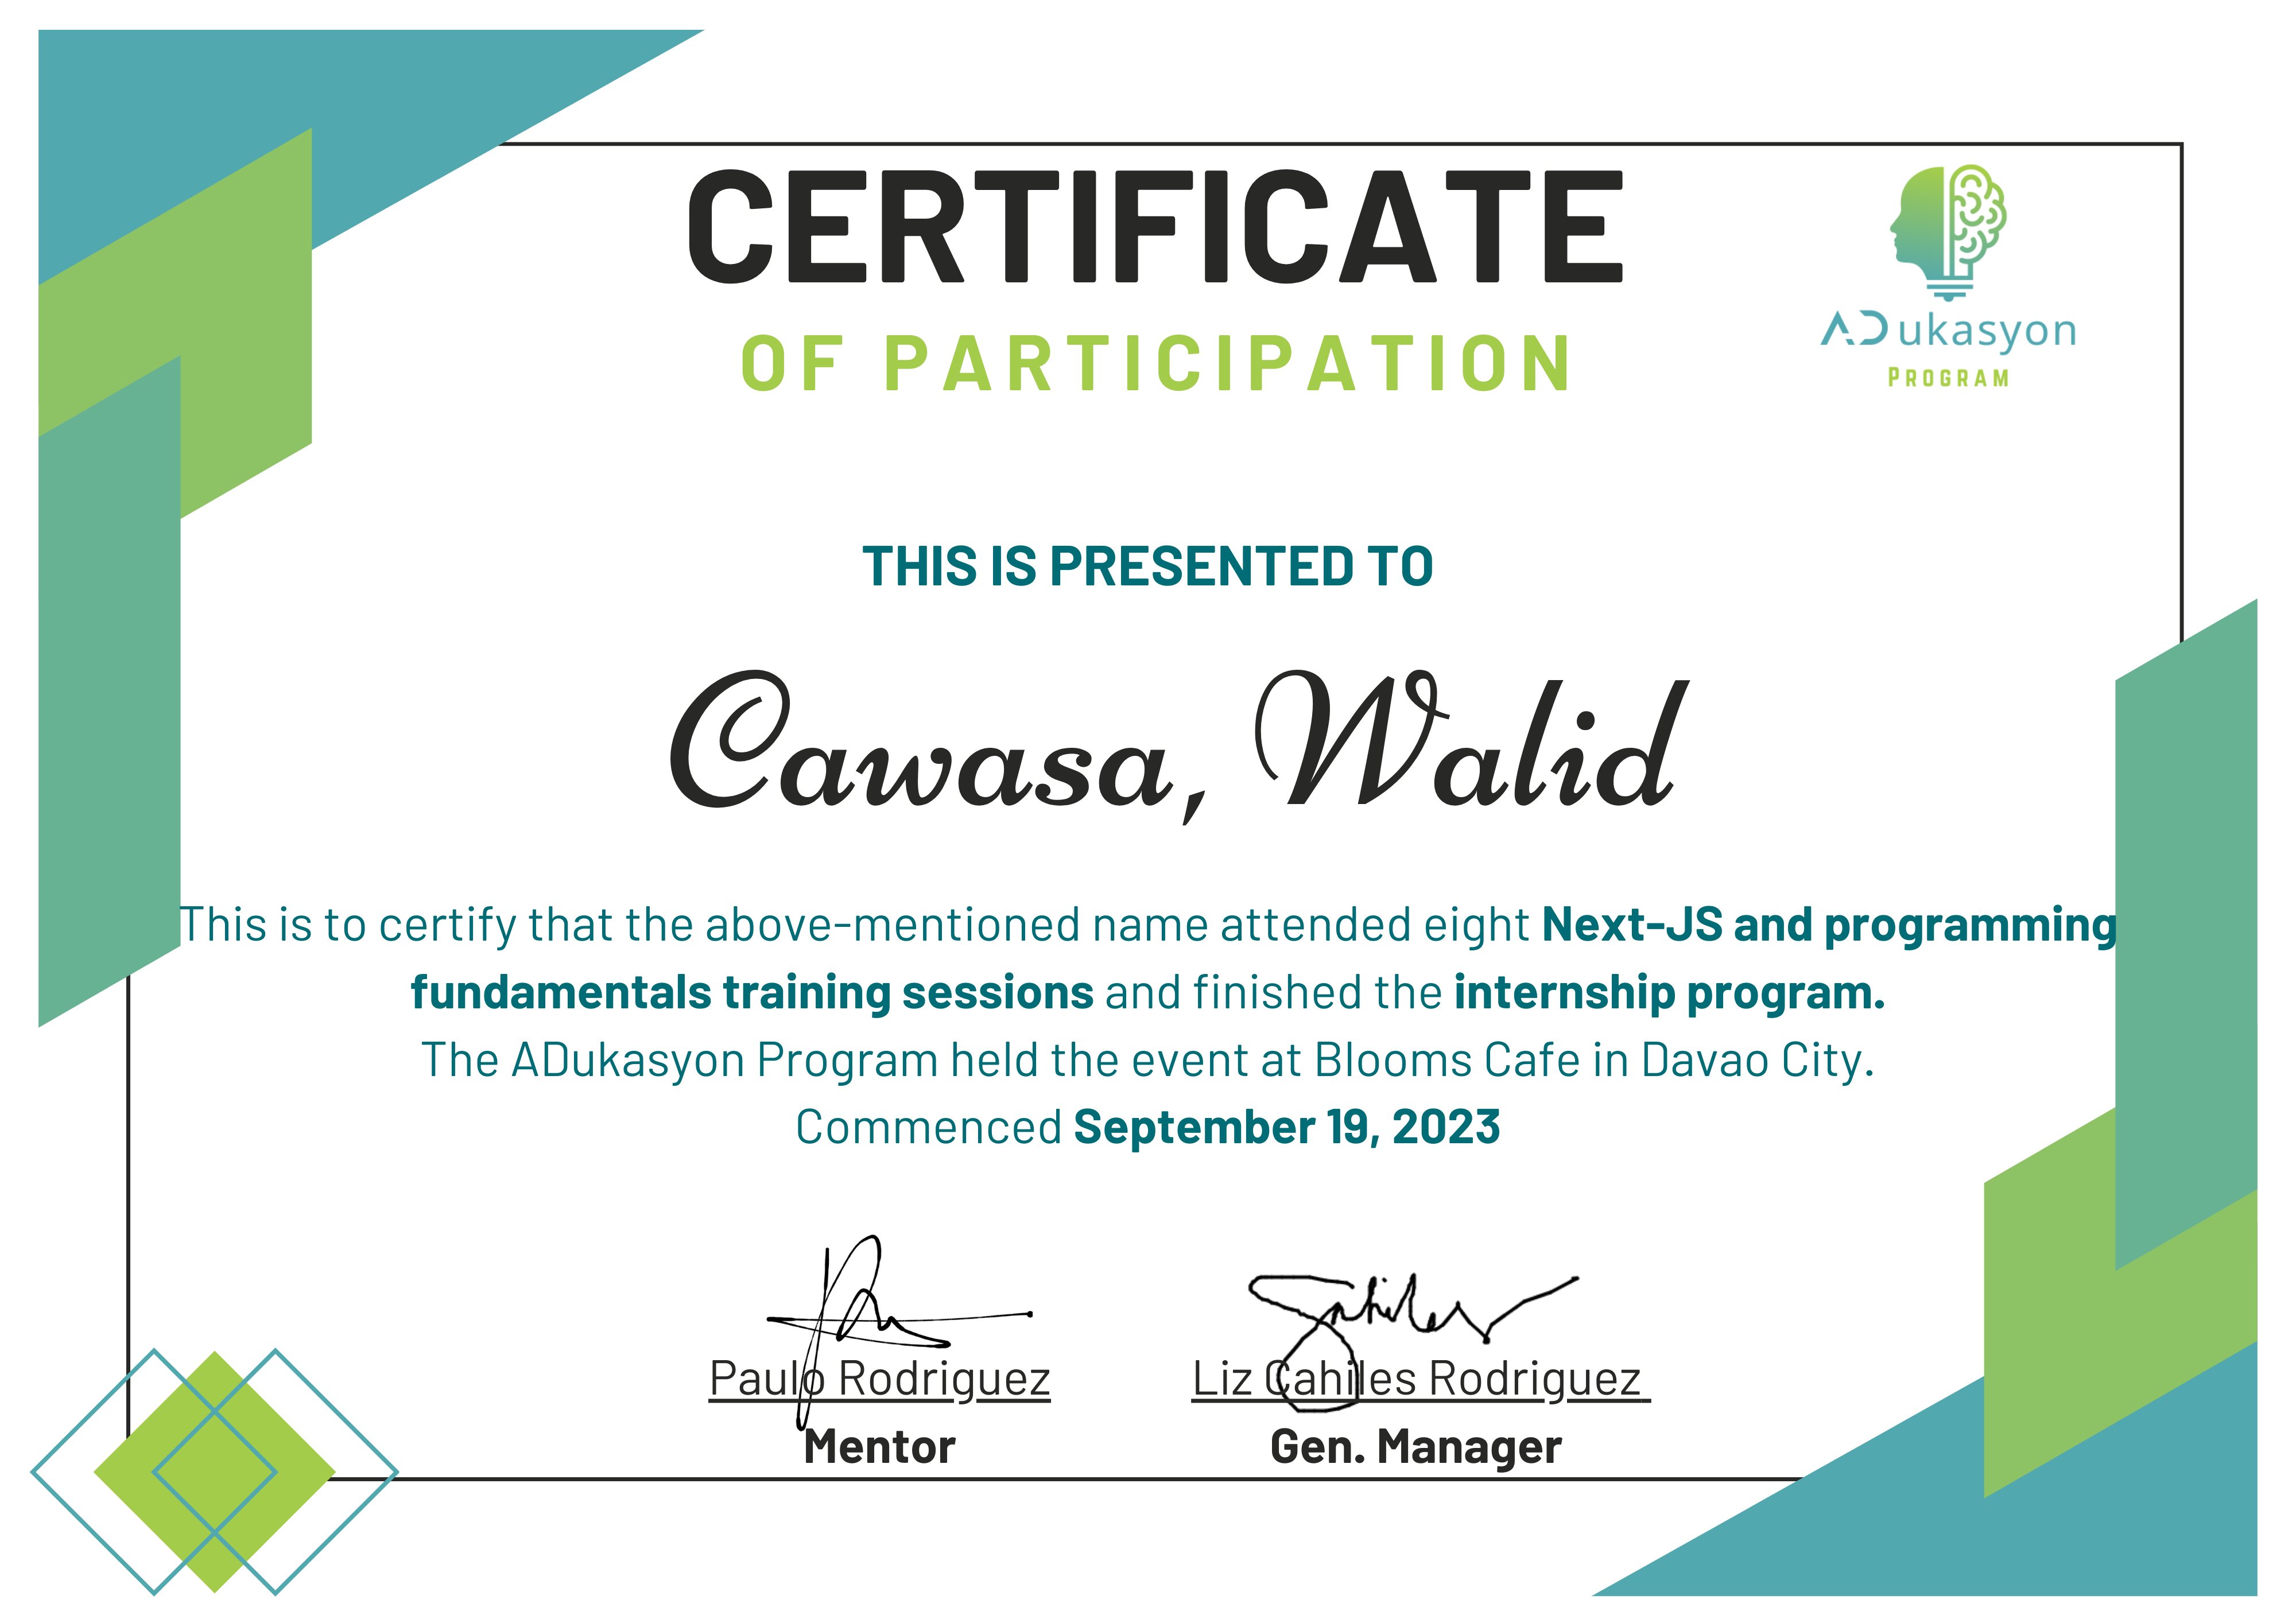 CERTIFICATE
OF PARTICIPATION
ADukasyon
PROGRAM
THIS IS PRESENTED TO
Cawasa, Walid
This is to certify that the above-mentioned name attended eight Next-JS and programming
fundamentals training sessions and finished the internship program.
The ADukasyon Program held the event at Blooms Cafe in Davao City.
Commenced September 19, 2023
Paulo Rodriguez
Mentor
Liz Cahiles Rodriguez
Gen. Manager